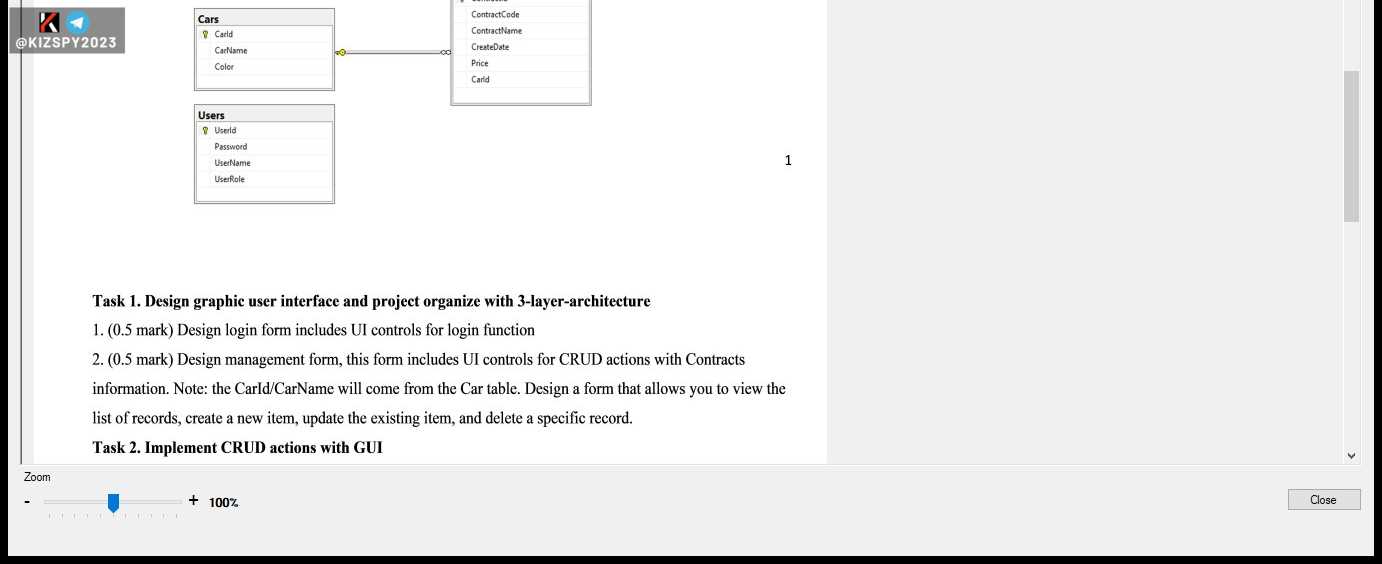 @KIZSPY2023
Cars
CarId
CarName
Color
ContractCode
ContractName
CreateDate
Price
CarId
Users
UserId
Password
UserName
UserRole
1
Task 1. Design graphic user interface and project organize with 3-layer-architecture
1. (0.5 mark) Design login form includes UI controls for login function
2. (0.5 mark) Design management form, this form includes UI controls for CRUD actions with Contracts
information. Note: the CarId/CarName will come from the Car table. Design a form that allows you to view the
list of records, create a new item, update the existing item, and delete a specific record.
Task 2. Implement CRUD actions with GUI
Zoom
- + 100%
Close